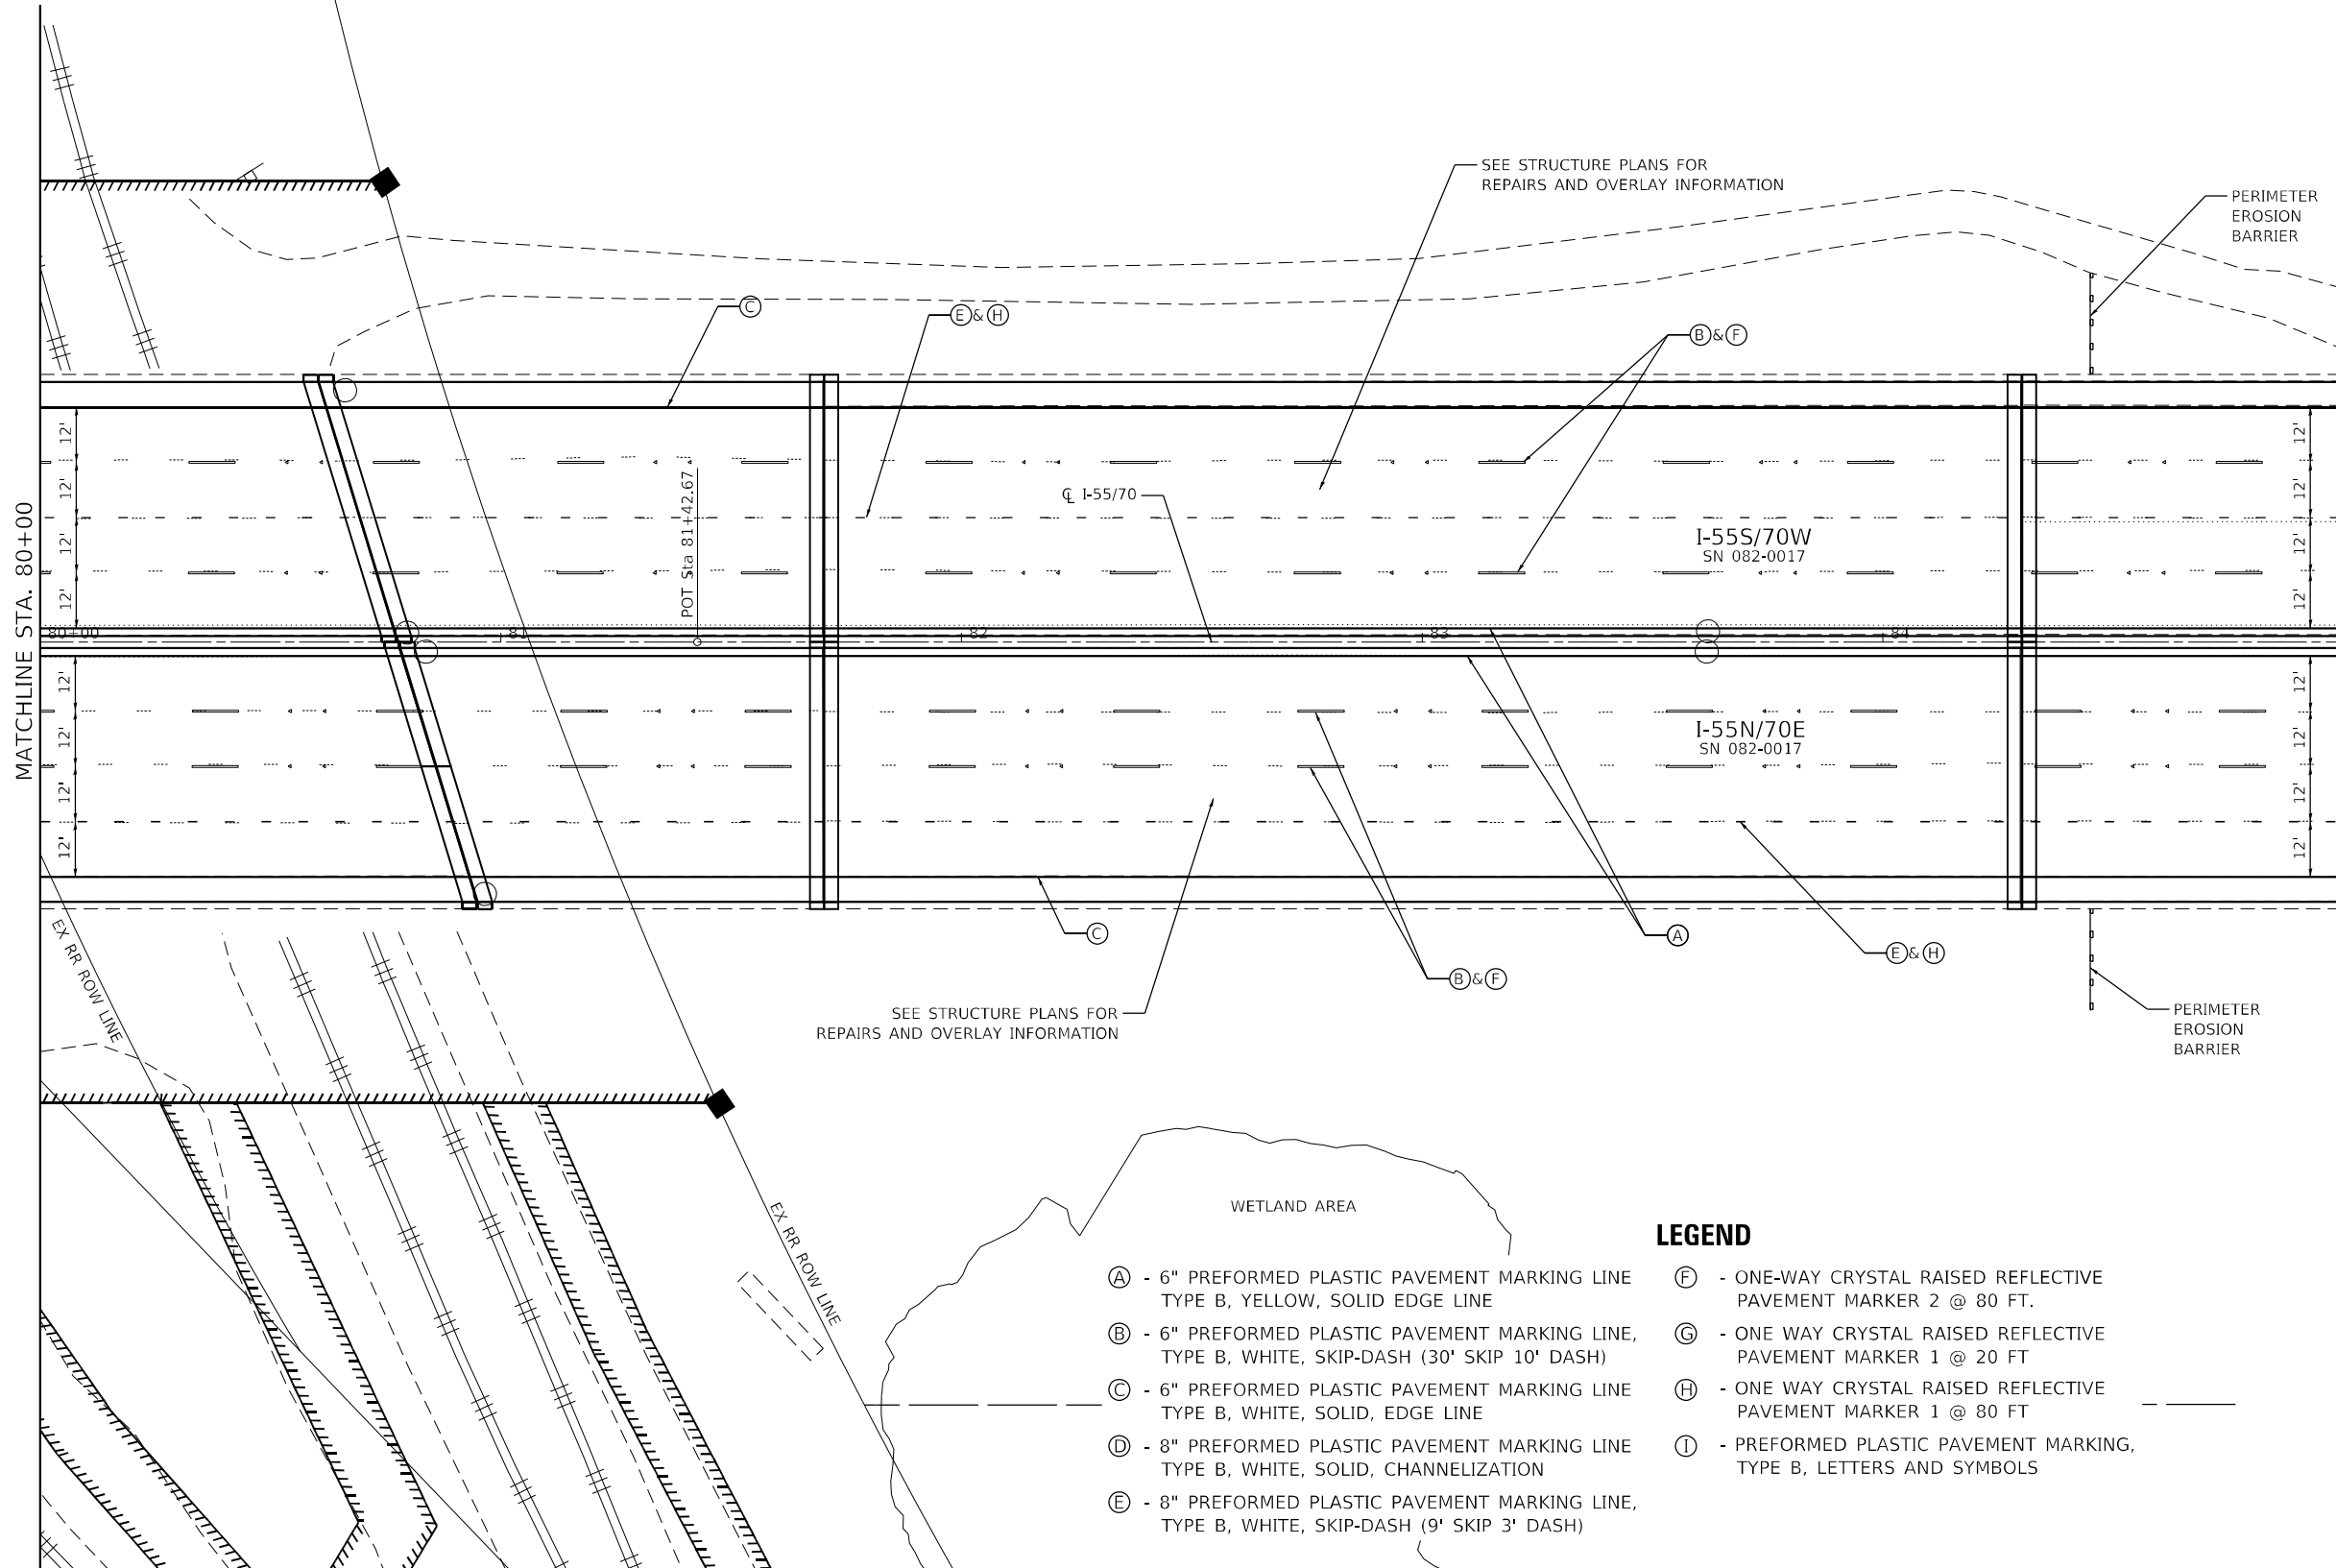 SEE STRUCTURE PLANS FOR
REPAIRS AND OVERLAY INFORMATION
PERIMETER
EROSION
BARRIER
C
E & H
B & F
12'
12'
12'
12'
12'
12'
12'
12'
MATCHLINE STA. 80+00
POT Sta 81+42.67
℄ I-55/70
I-55S/70W
SN 082-0017
80+00
81
82
83
84
I-55N/70E
SN 082-0017
12'
12'
12'
12'
12'
12'
12'
12'
C
A
E & H
B & F
EX RR ROW LINE
SEE STRUCTURE PLANS FOR
REPAIRS AND OVERLAY INFORMATION
PERIMETER
EROSION
BARRIER
EX RR ROW LINE
WETLAND AREA
LEGEND
A - 6" PREFORMED PLASTIC PAVEMENT MARKING LINE
TYPE B, YELLOW, SOLID EDGE LINE
B - 6" PREFORMED PLASTIC PAVEMENT MARKING LINE,
TYPE B, WHITE, SKIP-DASH (30' SKIP 10' DASH)
C - 6" PREFORMED PLASTIC PAVEMENT MARKING LINE
TYPE B, WHITE, SOLID, EDGE LINE
D - 8" PREFORMED PLASTIC PAVEMENT MARKING LINE
TYPE B, WHITE, SOLID, CHANNELIZATION
E - 8" PREFORMED PLASTIC PAVEMENT MARKING LINE,
TYPE B, WHITE, SKIP-DASH (9' SKIP 3' DASH)
F - ONE-WAY CRYSTAL RAISED REFLECTIVE
PAVEMENT MARKER 2 @ 80 FT.
G - ONE WAY CRYSTAL RAISED REFLECTIVE
PAVEMENT MARKER 1 @ 20 FT
H - ONE WAY CRYSTAL RAISED REFLECTIVE
PAVEMENT MARKER 1 @ 80 FT
I - PREFORMED PLASTIC PAVEMENT MARKING,
TYPE B, LETTERS AND SYMBOLS